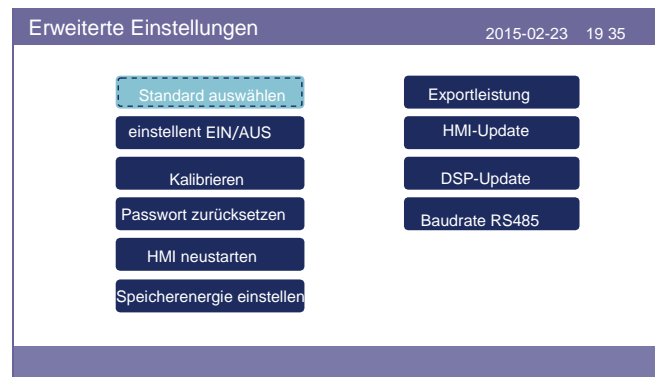 Erweiterte Einstellungen
2015-02-23 19 35
Standard auswählen
einstellent EIN/AUS
Kalibrieren
Passwort zurücksetzen
HMI neustarten
Speicherenergie einstellen
Exportleistung
HMI-Update
DSP-Update
Baudrate RS485